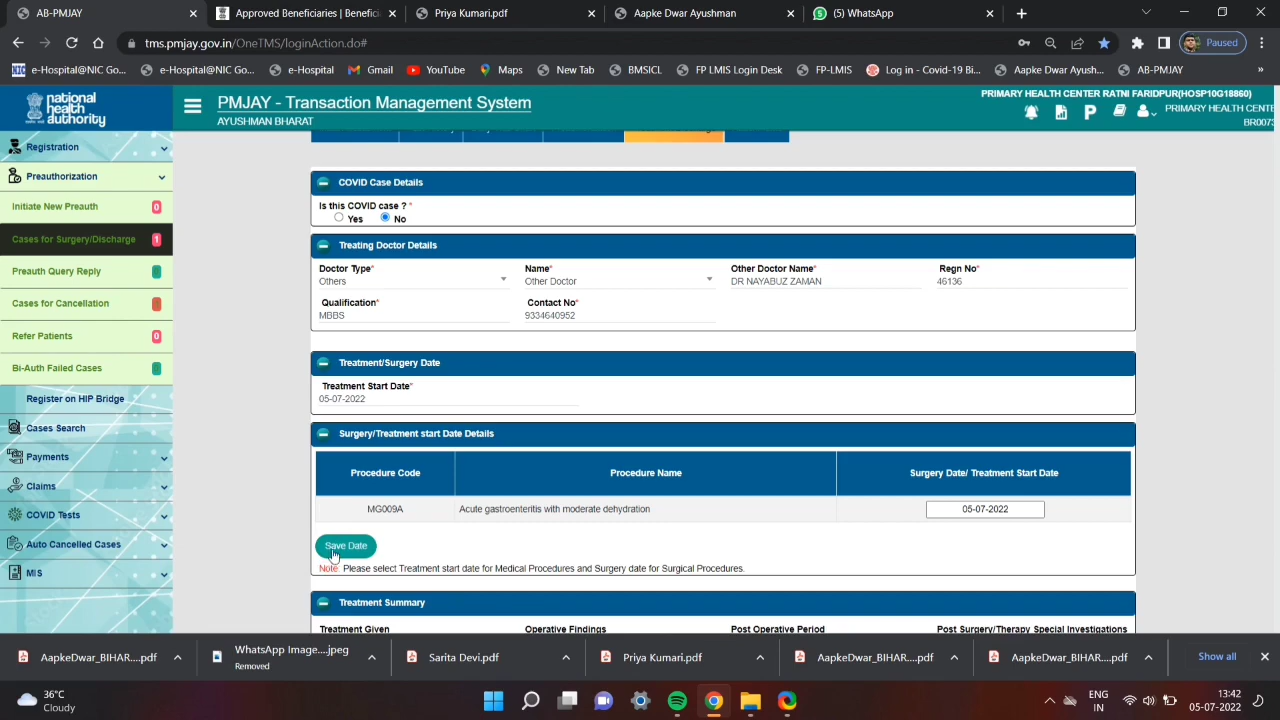 AB-PMJAY
Approved Beneficiaries | Benefici
Priya Kumari.pdf
Aapke Dwar Ayushman
(5) WhatsApp
tms.pmjay.gov.in/OneTMS/loginAction.do#
Paused
e-Hospital@NIC Go...
e-Hospital@NIC Go...
e-Hospital
Gmail
YouTube
Maps
New Tab
BMSICL
FP LMIS Login Desk
FP-LMIS
Log in - Covid-19 Bi...
Aapke Dwar Ayush...
AB-PMJAY
national
health
authority
PMJAY - Transaction Management System
AYUSHMAN BHARAT
PRIMARY HEALTH CENTER RATNI FARIDPUR(HOSP10G18860)
PRIMARY HEALTH CENTE
BR0073
Registration
Preauthorization
Initiate New Preauth 0
Cases for Surgery/Discharge 1
Preauth Query Reply
Cases for Cancellation
Refer Patients 0
Bi-Auth Failed Cases
Register on HIP Bridge
Cases Search
Payments
Claims
COVID Tests
Auto Cancelled Cases
MIS
COVID Case Details
Is this COVID case ? *
Yes No
Treating Doctor Details
Doctor Type* Name* Other Doctor Name* Regn No*
Others Other Doctor DR NAYABUZ ZAMAN 46136
Qualification* Contact No*
MBBS 9334640952
Treatment/Surgery Date
Treatment Start Date*
05-07-2022
Surgery/Treatment start Date Details
Procedure Code Procedure Name Surgery Date/ Treatment Start Date
MG009A Acute gastroenteritis with moderate dehydration 05-07-2022
Save Date
Note: Please select Treatment start date for Medical Procedures and Surgery date for Surgical Procedures.
Treatment Summary
Treatment Given Operative Findings Post Operative Period Post Surgery/Therapy Special Investigations
AapkeDwar_BIHAR....pdf
WhatsApp Image....jpeg
Removed
Sarita Devi.pdf
Priya Kumari.pdf
AapkeDwar_BIHAR....pdf
AapkeDwar_BIHAR....pdf
Show all
36°C
Cloudy
ENG
IN
13:42
05-07-2022